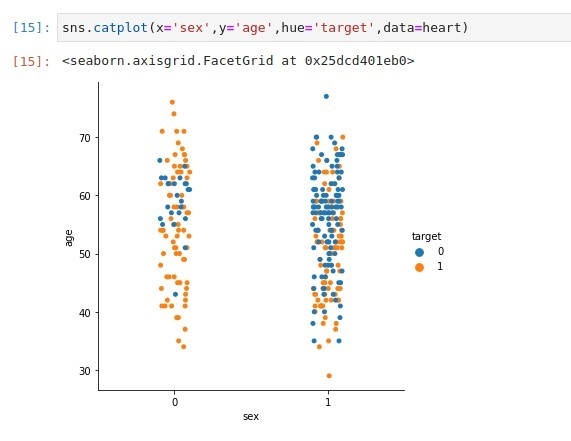 [15]: sns.catplot(x='sex',y='age',hue='target',data=heart)
[15]: <seaborn.axisgrid.FacetGrid at 0x25dcd401eb0>
70
60
50
40
30
age
0 1
sex
target
0
1